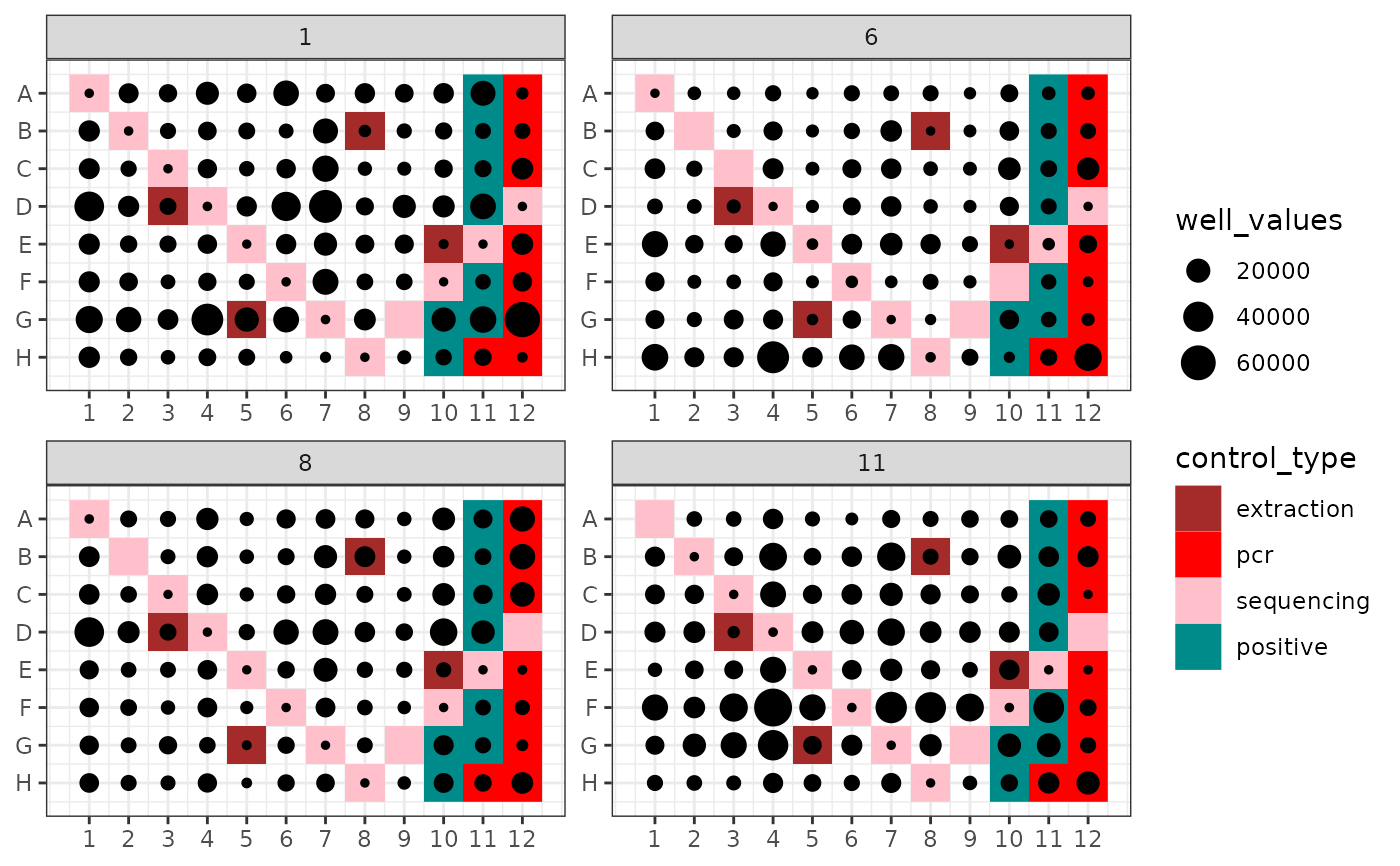 1
6
A
B
C
D
E
F
G
H
A
B
C
D
E
F
G
H
1 2 3 4 5 6 7 8 9 10 11 12
1 2 3 4 5 6 7 8 9 10 11 12
8
11
A
B
C
D
E
F
G
H
A
B
C
D
E
F
G
H
1 2 3 4 5 6 7 8 9 10 11 12
1 2 3 4 5 6 7 8 9 10 11 12
well_values
20000
40000
60000
control_type
extraction
pcr
sequencing
positive